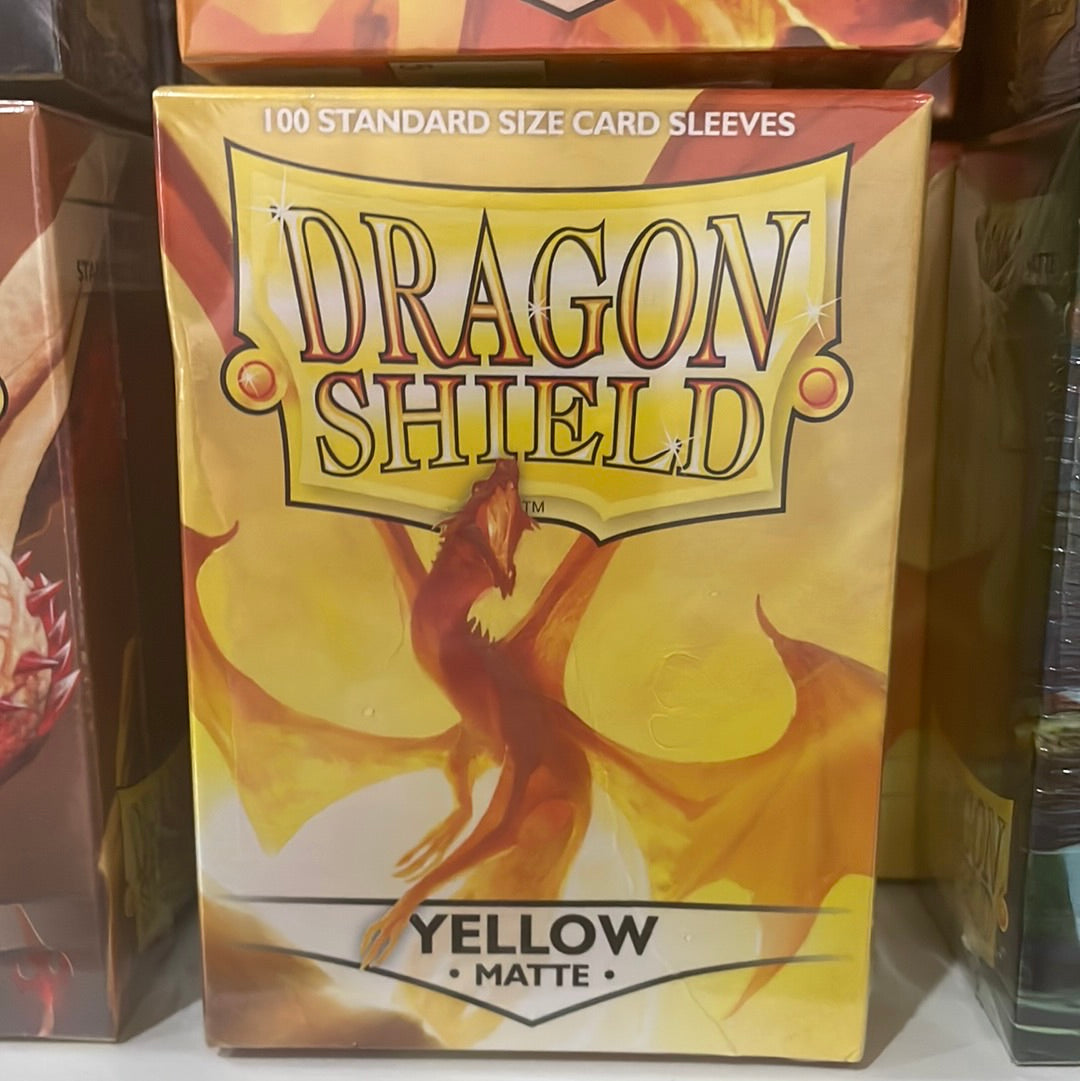 100 STANDARD SIZE CARD SLEEVES
DRAGON
SHIELD
TM
YELLOW
• MATTE •